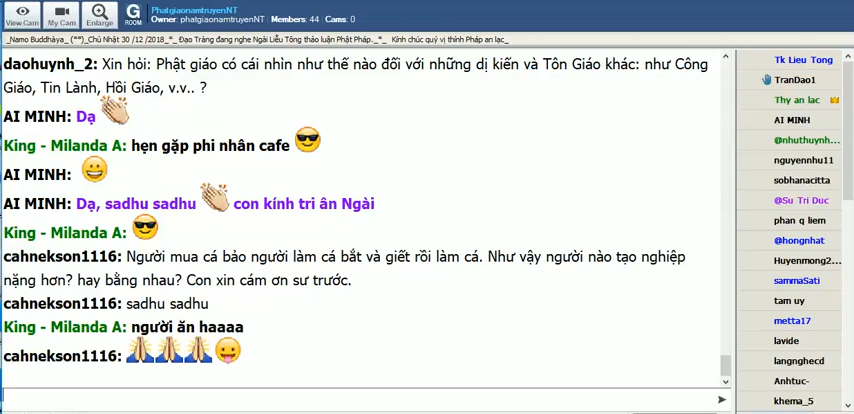 View Cam
My Cam
Enlarge
G
ROOM
PhatgiaonamtruyenNT
Owner: phatgiaonamtruyenNT | Members: 44 | Cams: 0
_Namo Buddhàya_ (**)_Chủ Nhật 30 /12 /2018_*_ Đạo Tràng đang nghe Ngài Liễu Tông thảo luận Phật Pháp._*_ Kính chúc quý vị thính Pháp an lạc_
daohuynh_2: Xin hỏi: Phật giáo có cái nhìn như thế nào đối với những dị kiến và Tôn Giáo khác: như Công
Giáo, Tin Lành, Hồi Giáo, v.v.. ?
AI MINH: Dạ
King - Milanda A: hẹn gặp phi nhân cafe
AI MINH:
AI MINH: Dạ, sadhu sadhu con kính tri ân Ngài
King - Milanda A:
cahnekson1116: Người mua cá bảo người làm cá bắt và giết rồi làm cá. Như vậy người nào tạo nghiệp
nặng hơn? hay bằng nhau? Con xin cám ơn sư trước.
cahnekson1116: sadhu sadhu
King - Milanda A: người ăn haaaa
cahnekson1116:
Tk Lieu Tong
TranDao1
Thy an lac
AI MINH
@nhuthuynh...
nguyennhu11
sobhanacitta
@Su Tri Duc
phan q liem
@hongnhat
Huyenmong2...
sammaSati
tam uy
metta17
lavide
langnghecd
Anhtuc-
khema_5